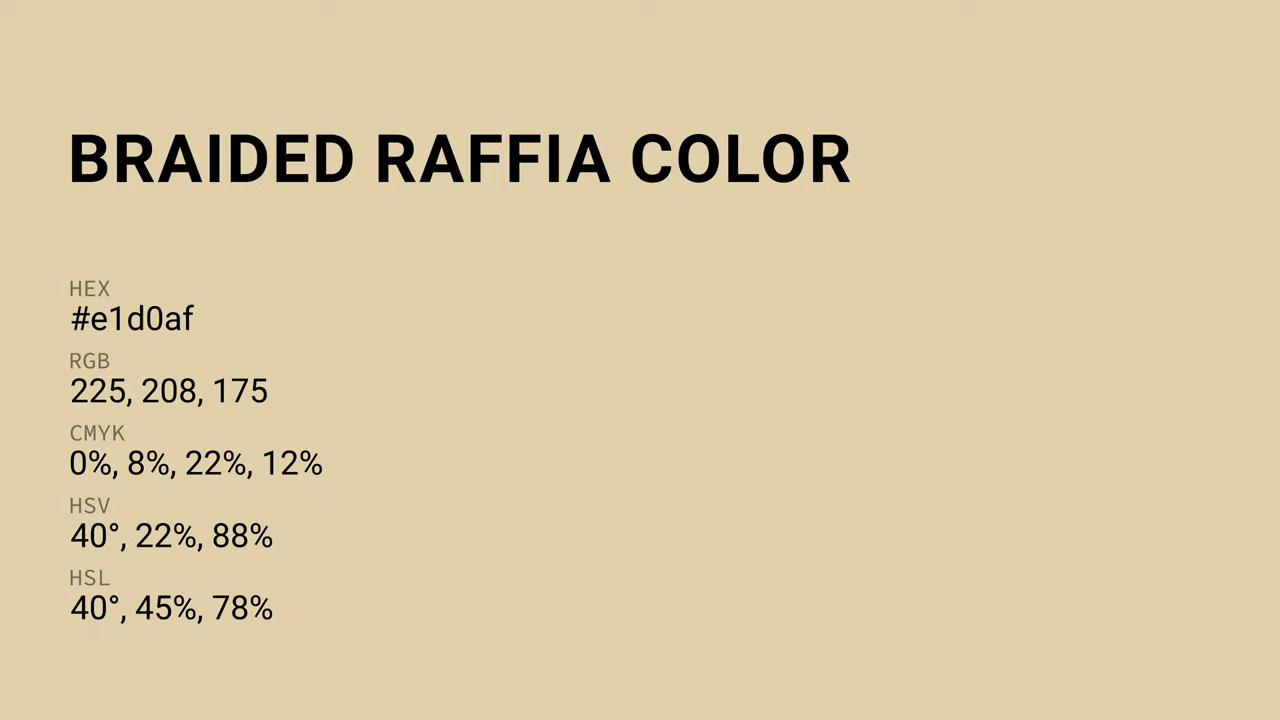 BRAIDED RAFFIA COLOR
HEX
#e1d0af
RGB
225, 208, 175
CMYK
0%, 8%, 22%, 12%
HSV
40°, 22%, 88%
HSL
40°, 45%, 78%